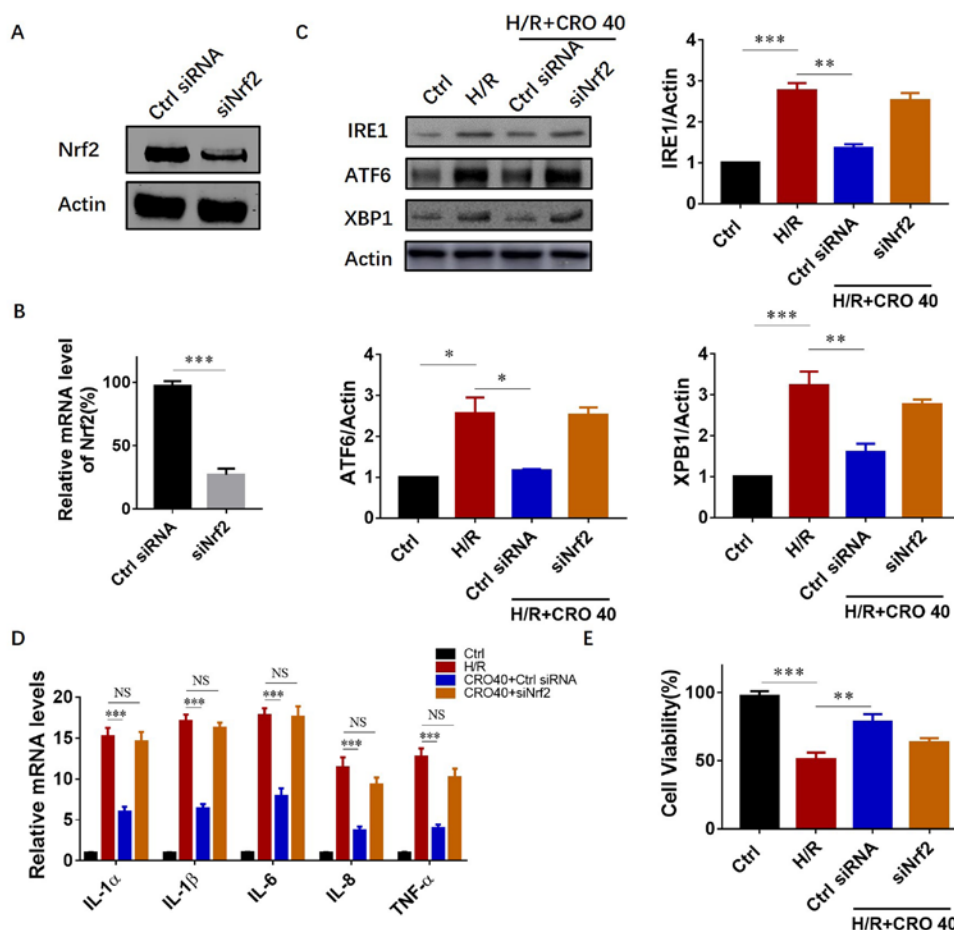 A
Ctrl siRNA
siNrf2
Nrf2
Actin
B
Relative mRNA level
of Nrf2(%)
100
50
0
***
Ctrl siRNA
siNrf2
C
H/R+CRO 40
Ctrl
H/R
Ctrl siRNA
siNrf2
IRE1
ATF6
XBP1
Actin
IRE1/Actin
4
3
2
1
0
***
**
Ctrl
H/R
Ctrl siRNA
siNrf2
H/R+CRO 40
ATF6/Actin
4
3
2
1
0
*
*
Ctrl
H/R
Ctrl siRNA
siNrf2
H/R+CRO 40
XPB1/Actin
4
3
2
1
0
***
**
Ctrl
H/R
Ctrl siRNA
siNrf2
H/R+CRO 40
D
Ctrl
H/R
CRO40+Ctrl siRNA
CRO40+siNrf2
Relative mRNA levels
20
15
10
5
0
NS
***
NS
***
NS
***
NS
***
NS
***
IL-1α
IL-1β
IL-6
IL-8
TNF-α
E
Cell Viability(%)
100
50
0
***
**
Ctrl
H/R
Ctrl siRNA
siNrf2
H/R+CRO 40